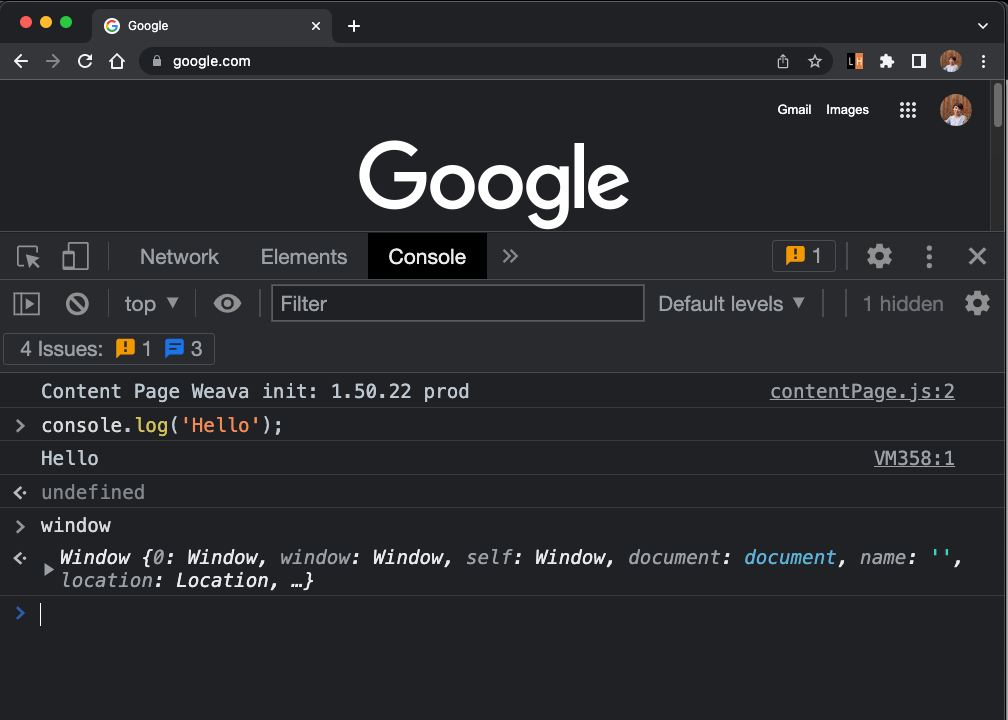 Google
google.com
LH
Gmail Images
Google
Network Elements Console 1
top Filter Default levels 1 hidden
4 Issues: 1 3
Content Page Weava init: 1.50.22 prod contentPage.js:2
> console.log('Hello');
Hello VM358:1
undefined
> window
Window {0: Window, window: Window, self: Window, document: document, name: '',
location: Location, …}
>